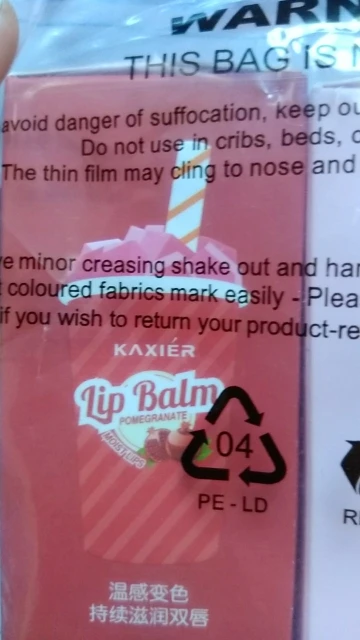 WARN
THIS BAG IS N
avoid danger of suffocation, keep ou
Do not use in cribs, beds, c
The thin film may cling to nose and
e minor creasing shake out and har
coloured fabrics mark easily - Plea
if you wish to return your product-re
KAXIÉR
Lip Balm
POMEGRANATE
MOIST LIPS
04
PE - LD
温感变色
持续滋润双唇